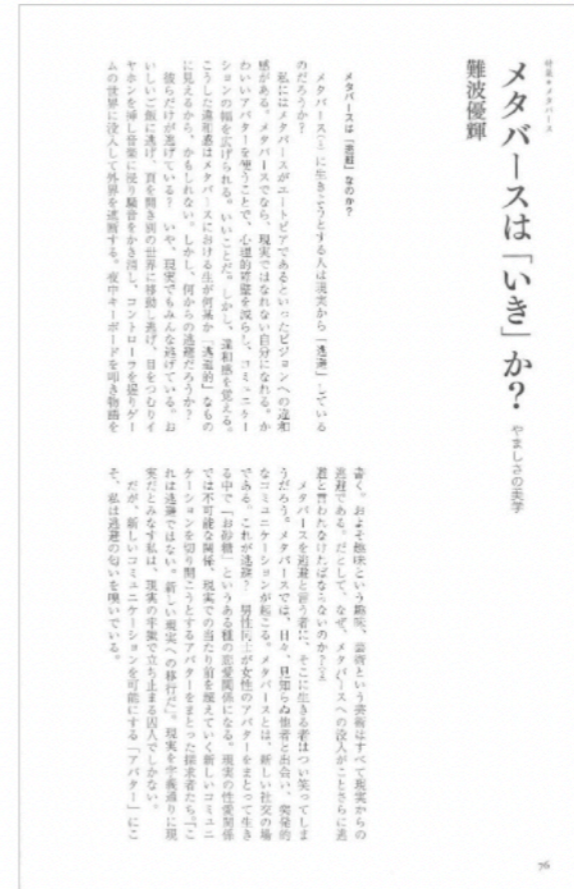 特集*メタバース
メタバースは「いき」か?
やましさの美学
難波優輝
メタバースは「逃避」なのか?
メタバース(1)に生きようとする人は現実から「逃避」している
のだろうか?
私にはメタバースがユートピアであるといったビジョンへの違和
感がある。メタバースでなら、現実ではなれない自分になれる。か
わいいアバターを使うことで、心理的障壁を減らし、コミュニケー
ションの幅を広げられる。いいことだ。しかし、違和感を覚える。
こうした違和感はメタバースにおける生が何某か「逃避的」なもの
に見えるから、かもしれない。しかし、何からの逃避だろうか?
彼らだけが逃げている? いや、現実でもみんな逃げている。お
いしいご飯に逃げ、頁を開き別の世界に移動し逃げ、目をつむりイ
ヤホンを挿し音楽に浸り騒音をかき消し、コントローラを握りゲー
ムの世界に没入して外界を遮断する。夜中キーボードを叩き物語を
書く。およそ趣味という趣味、芸術という芸術はすべて現実からの
逃避である。だとして、なぜ、メタバースへの没入がことさらに逃
避と言われなければならないのか?(2)
メタバースを逃避と言う者に、そこに生きる者はつい笑ってしま
うだろう。メタバースでは、日々、見知らぬ他者と出会い、突発的
なコミュニケーションが起こる。メタバースとは、新しい社交の場
である。これが逃避? 男性同士が女性のアバターをまとって生き
る中で「お砂糖」というある種の恋愛関係になる。現実の性愛関係
では不可能な関係、現実での当たり前を超えていく新しいコミュニ
ケーションを切り開こうとするアバターをまとった探求者たち。「こ
れは逃避ではない。新しい現実への移行だ」。現実を字義通りに現
実だとみなす私は、現実の牢獄で立ち止まる囚人でしかない。
だが、新しいコミュニケーションを可能にする「アバター」にこ
そ、私は逃避の匂いを嗅いでいる。
76